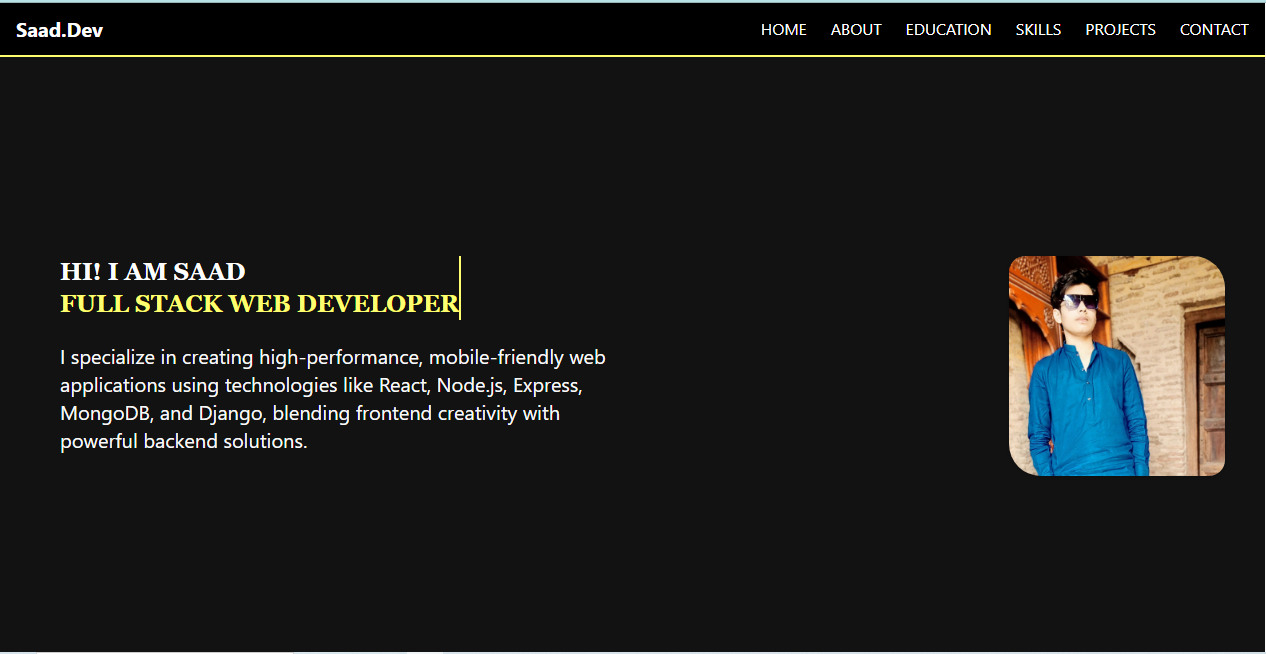 Saad.Dev
HOME ABOUT EDUCATION SKILLS PROJECTS CONTACT
HI! I AM SAAD
FULL STACK WEB DEVELOPER
I specialize in creating high-performance, mobile-friendly web
applications using technologies like React, Node.js, Express,
MongoDB, and Django, blending frontend creativity with
powerful backend solutions.